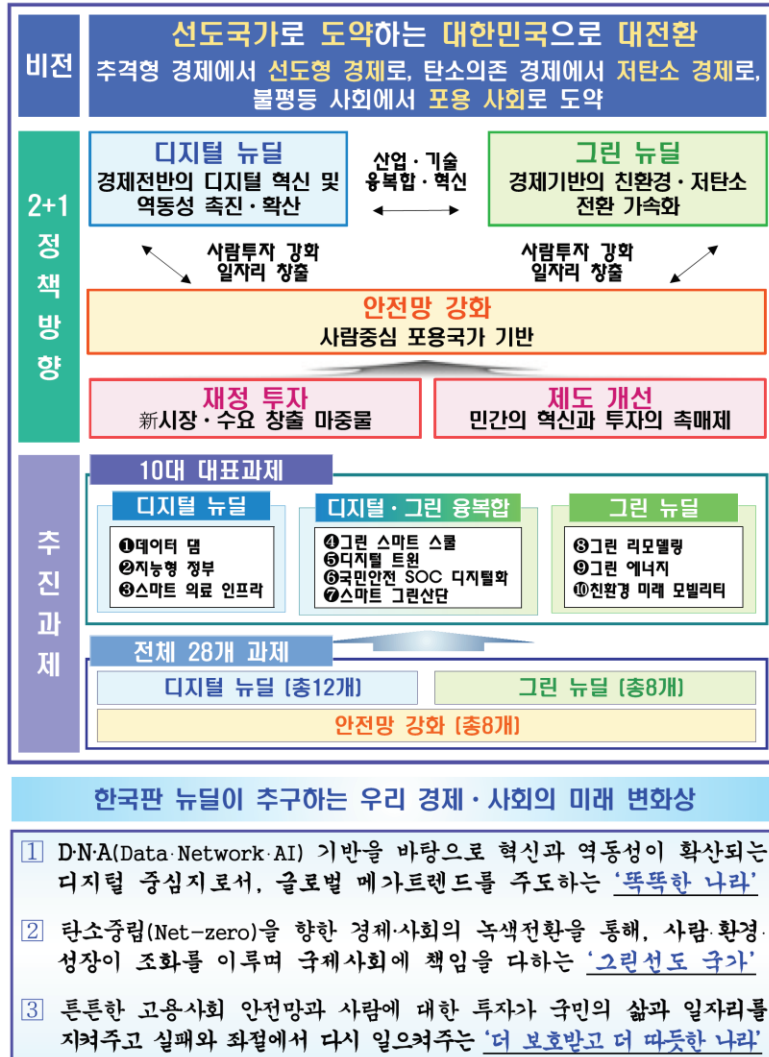 비전
선도국가로 도약하는 대한민국으로 대전환
추격형 경제에서 선도형 경제로, 탄소의존 경제에서 저탄소 경제로,
불평등 사회에서 포용 사회로 도약
2+1
정
책
방
향
디지털 뉴딜
경제전반의 디지털 혁신 및
역동성 촉진·확산
산업·기술
융복합·혁신
그린 뉴딜
경제기반의 친환경·저탄소
전환 가속화
사람투자 강화
일자리 창출
사람투자 강화
일자리 창출
안전망 강화
사람중심 포용국가 기반
재정 투자
新시장·수요 창출 마중물
제도 개선
민간의 혁신과 투자의 촉매제
추
진
과
제
10대 대표과제
디지털 뉴딜
❶데이터 댐
❷지능형 정부
❸스마트 의료 인프라
디지털·그린 융복합
❹그린 스마트 스쿨
❺디지털 트윈
❻국민안전 SOC 디지털화
❼스마트 그린산단
그린 뉴딜
❽그린 리모델링
❾그린 에너지
❿친환경 미래 모빌리티
전체 28개 과제
디지털 뉴딜 (총12개)
그린 뉴딜 (총8개)
안전망 강화 (총8개)
한국판 뉴딜이 추구하는 우리 경제·사회의 미래 변화상
1 D·N·A(Data·Network·AI) 기반을 바탕으로 혁신과 역동성이 확산되는
디지털 중심지로서, 글로벌 메가트렌드를 주도하는 '똑똑한 나라'
2 탄소중립(Net-zero)을 향한 경제·사회의 녹색전환을 통해, 사람·환경·
성장이 조화를 이루며 국제사회에 책임을 다하는 '그린선도 국가'
3 튼튼한 고용사회 안전망과 사람에 대한 투자가 국민의 삶과 일자리를
지켜주고 실패와 좌절에서 다시 일으켜주는 '더 보호받고 더 따듯한 나라'